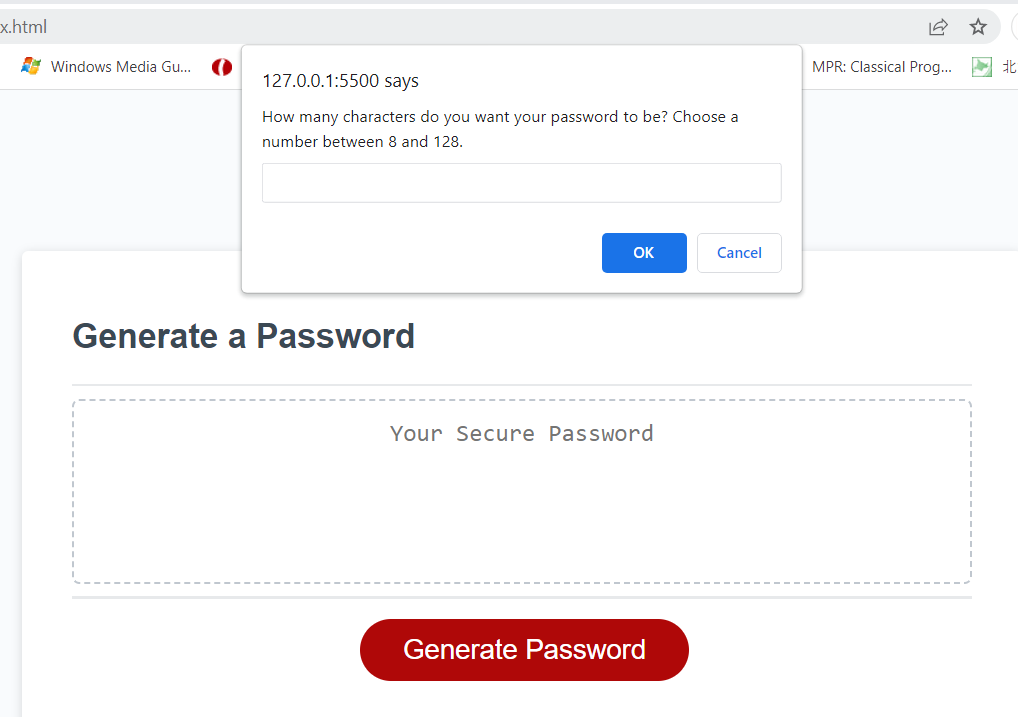 x.html
Windows Media Gu...
MPR: Classical Prog...
北
127.0.0.1:5500 says
How many characters do you want your password to be? Choose a
number between 8 and 128.
OK
Cancel
Generate a Password
Your Secure Password
Generate Password